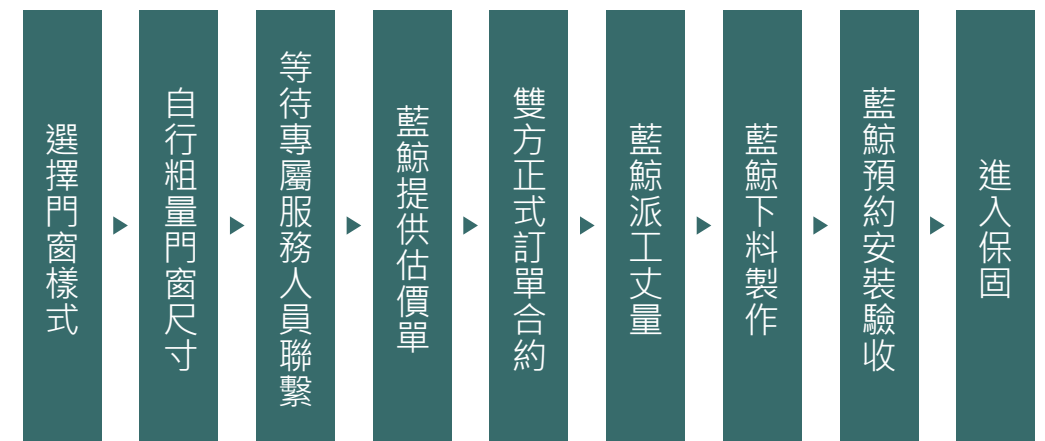 選擇門窗樣式
自行粗量門窗尺寸
等待專屬服務人員聯繫
藍鯨提供估價單
雙方正式訂單合約
藍鯨派工丈量
藍鯨下料製作
藍鯨預約安裝驗收
進入保固